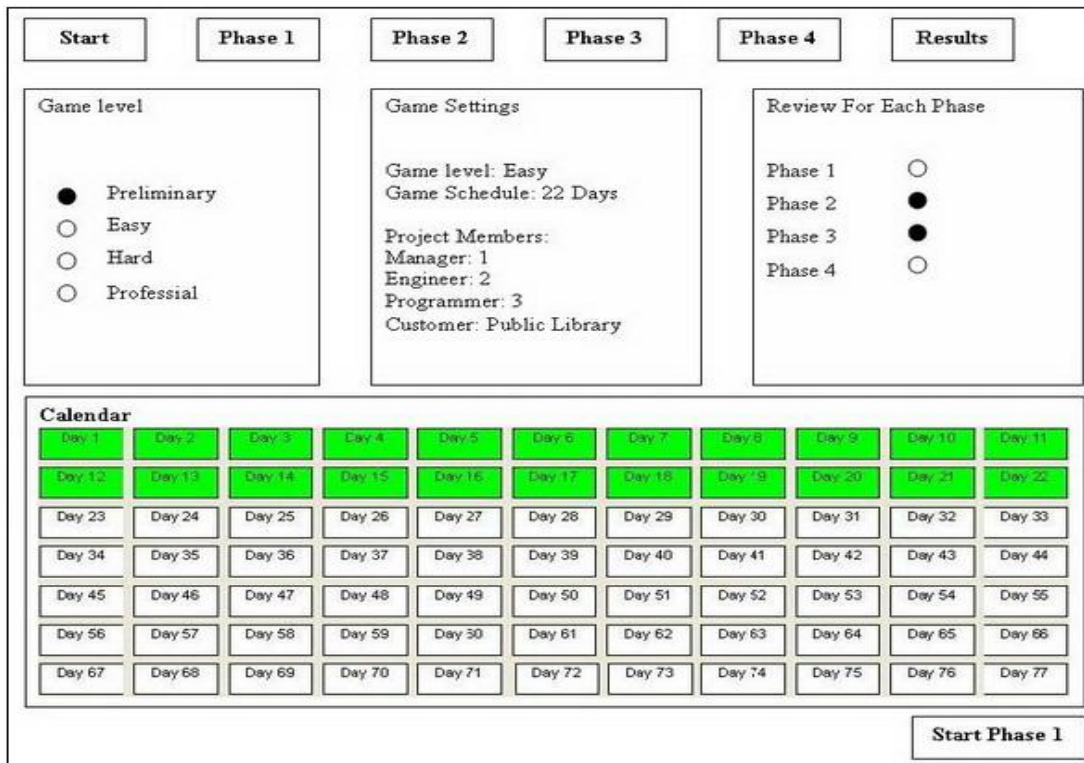 Start Phase 1 Phase 2 Phase 3 Phase 4 Results
Game level
Preliminary
Easy
Hard
Professial
Game Settings
Game level: Easy
Game Schedule: 22 Days
Project Members:
Manager: 1
Engineer: 2
Programmer: 3
Customer: Public Library
Review For Each Phase
Phase 1
Phase 2
Phase 3
Phase 4
Calendar
Day 1 Day 2 Day 3 Day 4 Day 5 Day 6 Day 7 Day 8 Day 9 Day 10 Day 11
Day 12 Day 13 Day 14 Day 15 Day 16 Day 17 Day 18 Day 19 Day 20 Day 21 Day 22
Day 23 Day 24 Day 25 Day 26 Day 27 Day 28 Day 29 Day 30 Day 31 Day 32 Day 33
Day 34 Day 35 Day 36 Day 37 Day 38 Day 39 Day 40 Day 41 Day 42 Day 43 Day 44
Day 45 Day 46 Day 47 Day 48 Day 49 Day 50 Day 51 Day 52 Day 53 Day 54 Day 55
Day 56 Day 57 Day 58 Day 59 Day 60 Day 61 Day 62 Day 63 Day 64 Day 65 Day 66
Day 67 Day 68 Day 69 Day 70 Day 71 Day 72 Day 73 Day 74 Day 75 Day 76 Day 77
Start Phase 1